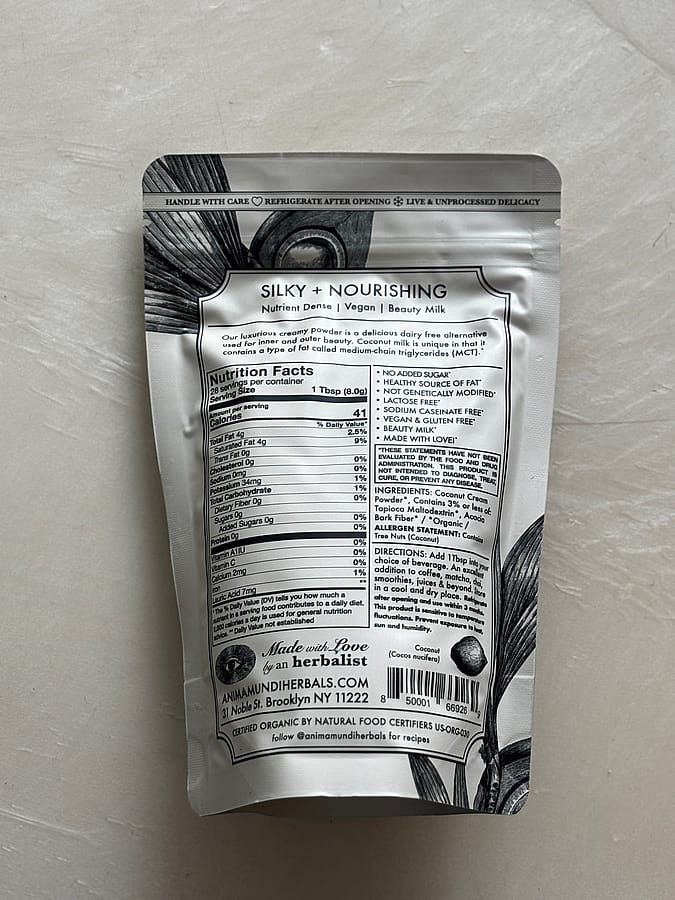 HANDLE WITH CARE ♡ REFRIGERATE AFTER OPENING ❄ LIVE & UNPROCESSED DELICACY
SILKY + NOURISHING
Nutrient Dense | Vegan | Beauty Milk
Our luxurious creamy powder is a delicious dairy free alternative
used for inner and outer beauty. Coconut milk is unique in that it
contains a type of fat called medium-chain triglycerides (MCT).*
Nutrition Facts
28 servings per container
Serving Size 1 Tbsp (8.0g)
Amount per serving
Calories 41
% Daily Value*
Total Fat 4g 2.5%
Saturated Fat 4g 9%
Trans Fat 0g
Cholesterol 0g 0%
Sodium 0mg 0%
Potassium 34mg 1%
Total Carbohydrate 1%
Dietary Fiber 0g 0%
Sugars 0g
Added Sugars 0g 0%
Protein 0g 0%
Vitamin A1IU 0%
Vitamin C 0%
Calcium 2mg 1%
Iron **
Lauric Acid 7mg
*The % Daily Value (DV) tells you how much a
nutrient in a serving food contributes to a daily diet.
2,000 calories a day is used for general nutrition
advice. ** Daily Value not established
• NO ADDED SUGAR*
• HEALTHY SOURCE OF FAT*
• NOT GENETICALLY MODIFIED*
• LACTOSE FREE*
• SODIUM CASEINATE FREE*
• VEGAN & GLUTEN FREE*
• BEAUTY MILK*
• MADE WITH LOVE!*
*THESE STATEMENTS HAVE NOT BEEN
EVALUATED BY THE FOOD AND DRUG
ADMINISTRATION. THIS PRODUCT IS
NOT INTENDED TO DIAGNOSE, TREAT,
CURE, OR PREVENT ANY DISEASE.
INGREDIENTS: Coconut Cream
Powder*, Contains 3% or less of:
Tapioca Maltodextrin*, Acacia
Bark Fiber* / *Organic /
ALLERGEN STATEMENT: Contains
Tree Nuts (Coconut)
DIRECTIONS: Add 1Tbsp into your
choice of beverage. An excellent
addition to coffee, matcha, chai,
smoothies, juices & beyond. Store
in a cool and dry place. Refrigerate
after opening and use within 3 months.
This product is sensitive to temperature
fluctuations. Prevent exposure to heat,
sun and humidity.
Made with Love
by an herbalist
ANIMAMUNDIHERBALS.COM
31 Noble St. Brooklyn NY 11222
Coconut
(Cocos nucifera)
8 50001 66926 9
CERTIFIED ORGANIC BY NATURAL FOOD CERTIFIERS US-ORG-030
follow @animamundiherbals for recipes